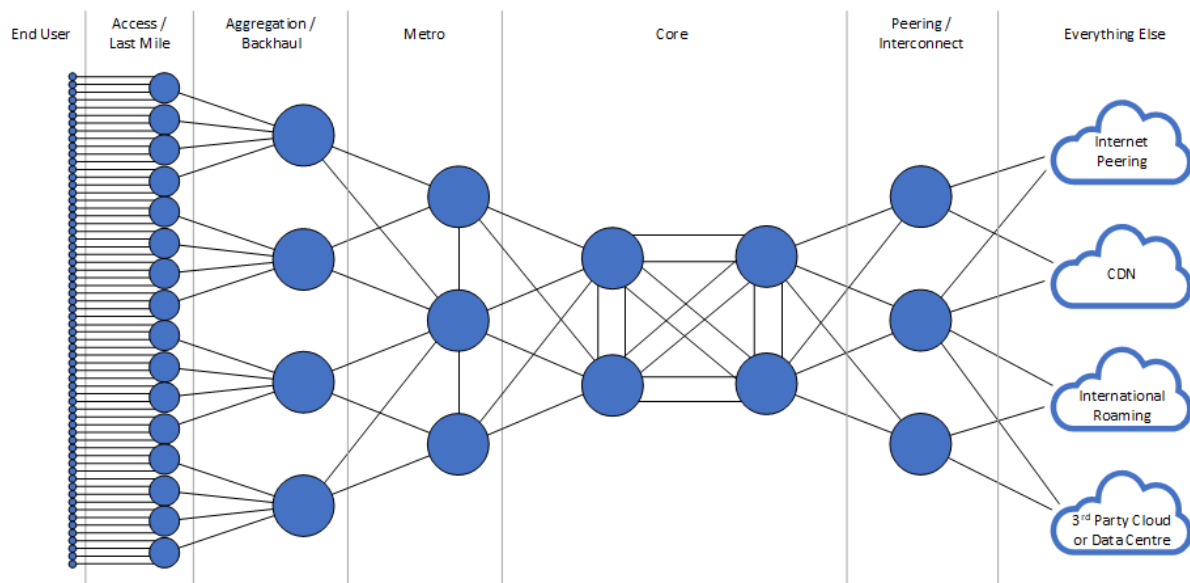 End User
Access /
Last Mile
Aggregation /
Backhaul
Metro
Core
Peering /
Interconnect
Everything Else
Internet
Peering
CDN
International
Roaming
3rd Party Cloud
or Data Centre